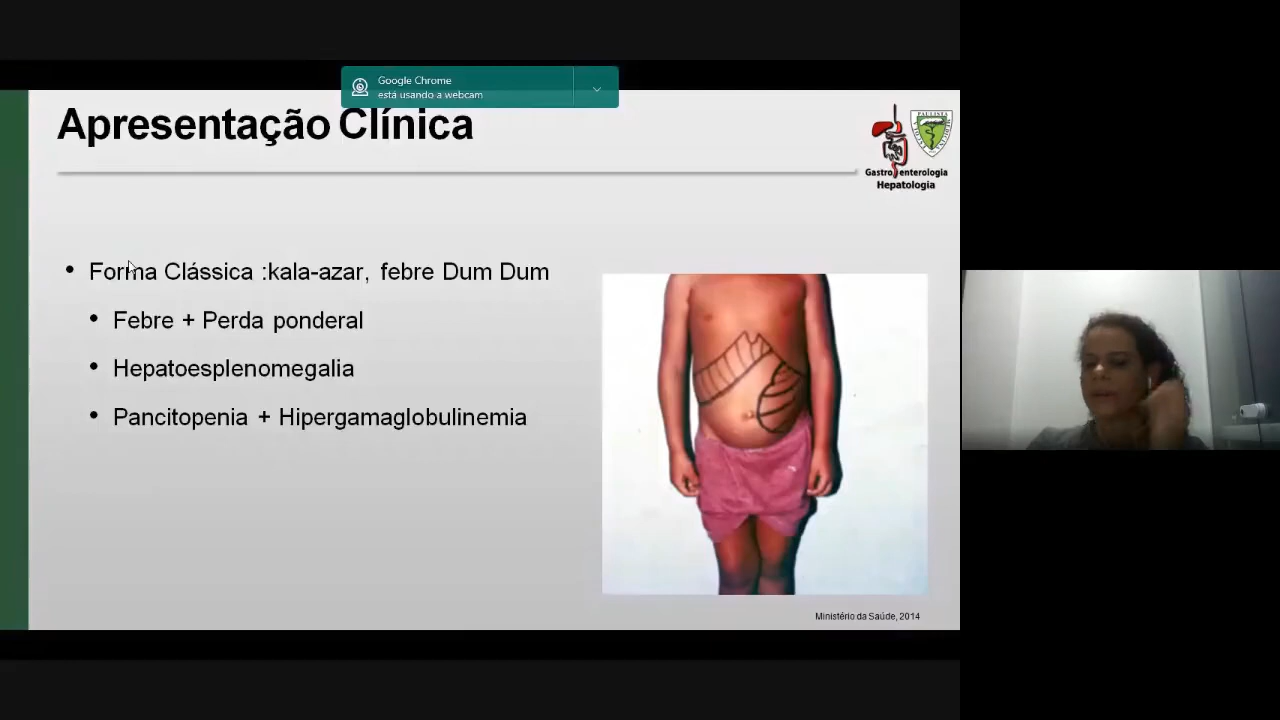 Google Chrome
está usando a webcam
Apresentação Clínica
Gastroenterologia
Hepatologia
• Forma Clássica :kala-azar, febre Dum Dum
• Febre + Perda ponderal
• Hepatoesplenomegalia
• Pancitopenia + Hipergamaglobulinemia
Ministério da Saúde, 2014